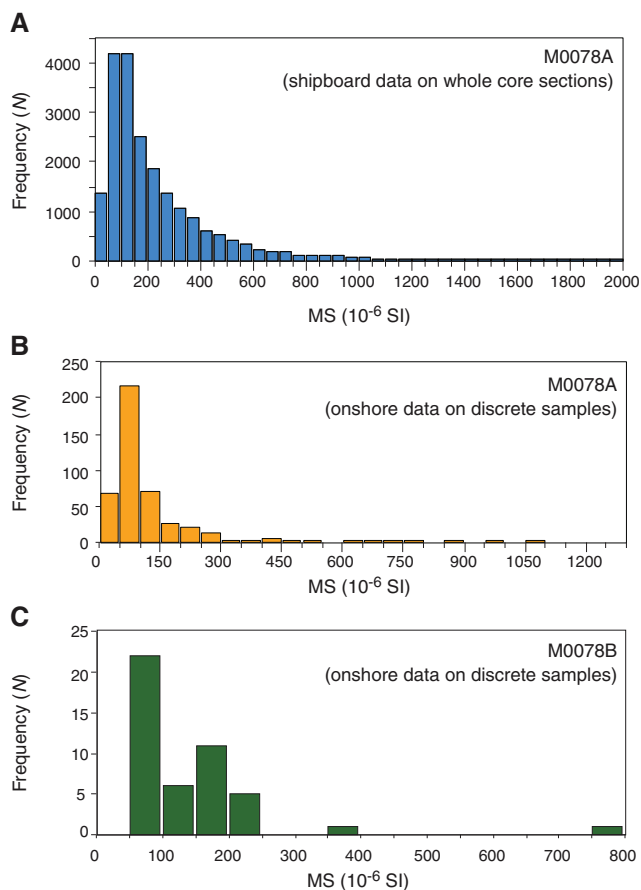 A
M0078A
(shipboard data on whole core sections)
Frequency (N)
4000
3000
2000
1000
0
0 200 400 600 800 1000 1200 1400 1600 1800 2000
MS (10⁻⁶ SI)
B
M0078A
(onshore data on discrete samples)
Frequency (N)
250
200
150
100
50
0
0 150 300 450 600 750 900 1050 1200
MS (10⁻⁶ SI)
C
M0078B
(onshore data on discrete samples)
Frequency (N)
25
20
15
10
5
0
0 100 200 300 400 500 600 700 800
MS (10⁻⁶ SI)